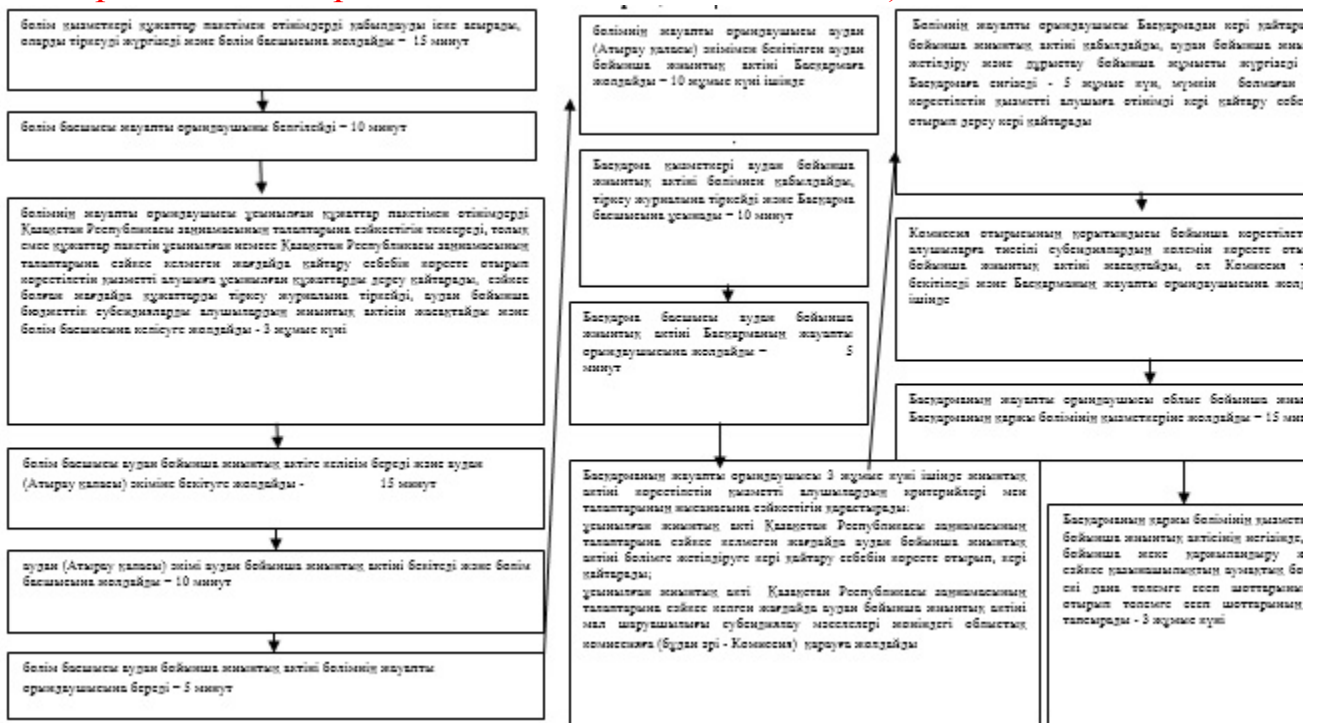 бөлім қызметкері құжаттар пакетімен өтінімдерді қабылдауды іске асырады,
оларды тіркеуді жүргізеді және бөлім басшысына жолдайды – 15 минут
бөлім басшысы жауапты орындаушыны белгілейді – 10 минут
бөлімнің жауапты орындаушысы ұсынылған құжаттар пакетімен өтінімдерді
Қазақстан Республикасы заңнамасының талаптарына сәйкестігін тексереді, толық
емес құжаттар пакетін ұсынылған немесе Қазақстан Республикасы заңнамасының
талаптарына сәйкес келмеген жағдайда қайтару себебін көрсете отырып
көрсетілетін қызметті алушыға ұсынылған құжаттарды дереу қайтарады, сәйкес
болған жағдайда құжаттарды тіркеу журналына тіркейді, аудан бойынша
бюджеттік субсидияларды алушылардың жиынтық актісін жасақтайды және
бөлім басшысына келісуге жолдайды - 3 жұмыс күні
бөлім басшысы аудан бойынша жиынтық актіге келісім береді және аудан
(Атырау қаласы) әкіміне бекітуге жолдайды - 15 минут
аудан (Атырау қаласы) әкімі аудан бойынша жиынтық актіні бекітеді және бөлім
басшысына жолдайды – 10 минут
бөлім басшысы аудан бойынша жиынтық актіні бөлімнің жауапты
орындаушысына береді – 5 минут
бөлімнің жауапты орындаушысы аудан
(Атырау қаласы) әкімімен бекітілген аудан
бойынша жиынтық актіні Басқармаға
жолдайды – 10 жұмыс күні ішінде
Басқарма қызметкері аудан бойынша
жиынтық актіні бөлімнен қабылдайды,
тіркеу журналына тіркейді және Басқарма
басшысына ұсынады – 10 минут
Басқарма басшысы аудан бойынша
жиынтық актіні Басқарманың жауапты
орындаушысына жолдайды – 5
минут
Басқарманың жауапты орындаушысы 3 жұмыс күні ішінде жиынтық
актіні көрсетілетін қызметті алушылардың критерийлері мен
талаптарының нысанасына сәйкестігін қарастырады:
ұсынылған жиынтық акті Қазақстан Республикасы заңнамасының
талаптарына сәйкес келмеген жағдайда аудан бойынша жиынтық
актіні бөлімге жетілдіруге кері қайтару себебін көрсете отырып, кері
қайтарады;
ұсынылған жиынтық акті Қазақстан Республикасы заңнамасының
талаптарына сәйкес келген жағдайда аудан бойынша жиынтық актіні
мал шаруашылығы субсидиялау мәселелері жөніндегі облыстық
комиссияға (бұдан әрі - Комиссия) қарауға жолдайды
Бөлімнің жауапты орындаушысы Басқармадан кері
бойынша жиынтық актіні қабылдайды, аудан бойынша
жетілдіру және дұрыстау бойынша жұмысты жүргізеді
Басқармаға енгізеді - 5 жұмыс күн, мүмкін болмаған
көрсетілетін қызметті алушыға өтінімді кері қайтару
отырып дереу кері қайтарады
Комиссия отырысының қорытындысы бойынша
алушыларға тиесілі субсидиялардың көлемін көрсете
бойынша жиынтық актіні жасақтайды, ол Комиссия
бекітіледі және Басқарманың жауапты орындаушысына
ішінде
Басқарманың жауапты орындаушысы облыс бойынша
Басқарманың қаржы бөлімінің қызметкеріне жолдайды – 15
Басқарманың қаржы бөлімінің
бойынша жиынтық актісінің негізінде,
бойынша жеке қаржыландыру
сәйкес қазынашылықтың аумақтық
екі дана төлемге есеп шоттарының
отырып төлемге есеп шоттарының
тапсырады - 3 жұмыс күні